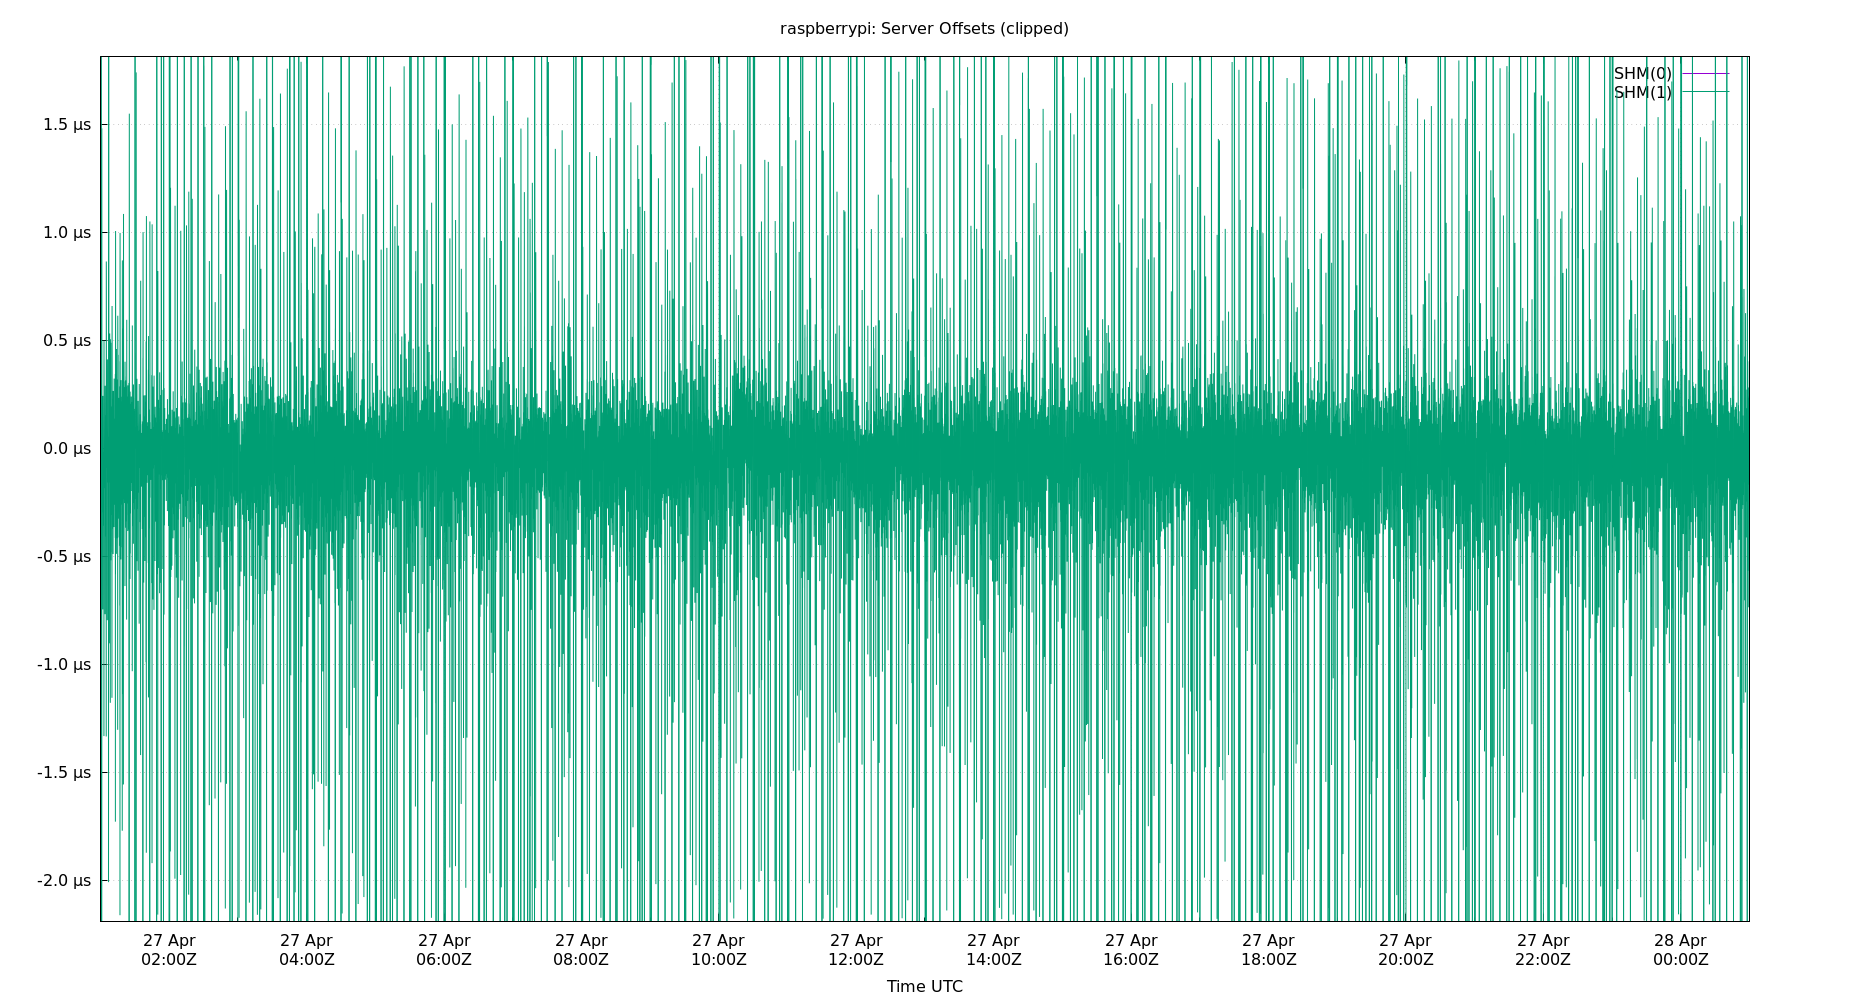 raspberrypi: Server Offsets (clipped)
SHM(0)
SHM(1)
1.5 µs
1.0 µs
0.5 µs
0.0 µs
-0.5 µs
-1.0 µs
-1.5 µs
-2.0 µs
27 Apr 27 Apr 27 Apr 27 Apr 27 Apr 27 Apr 27 Apr 27 Apr 27 Apr 27 Apr 27 Apr 28 Apr
02:00Z 04:00Z 06:00Z 08:00Z 10:00Z 12:00Z 14:00Z 16:00Z 18:00Z 20:00Z 22:00Z 00:00Z
Time UTC